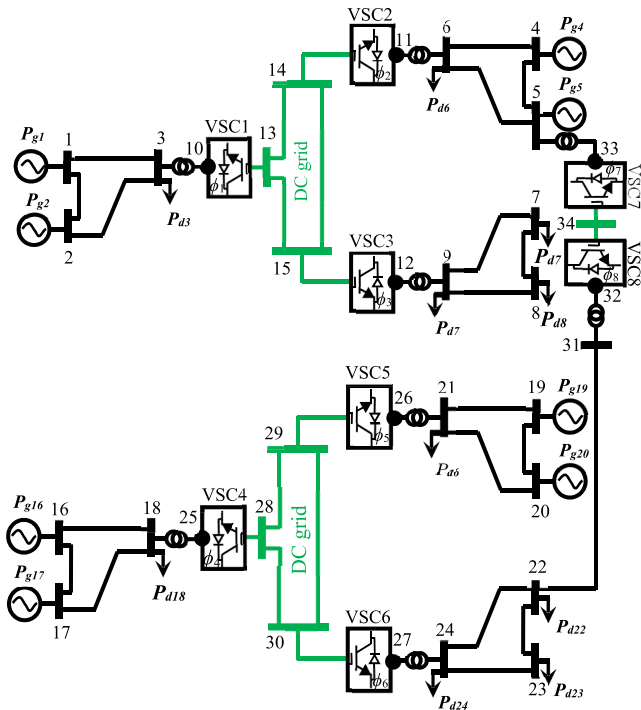 VSC2
11
6
4
Pg4
ϕ2
Pd6
14
5
Pg5
VSC1
13
33
Pg1
1
3
10
ϕ1
DC grid
ϕ7
VSC7
Pg2
Pd3
2
7
34
VSC3
12
9
Pd7
15
ϕ8
VSC8
ϕ3
Pd7
8
Pd8
32
31
VSC5
26
21
19
Pg19
ϕ5
29
Pd6
Pg20
VSC4
28
20
Pg16
16
18
25
DC grid
ϕ4
Pg17
Pd18
17
22
VSC6
27
24
Pd22
30
ϕ6
Pd24
23
Pd23